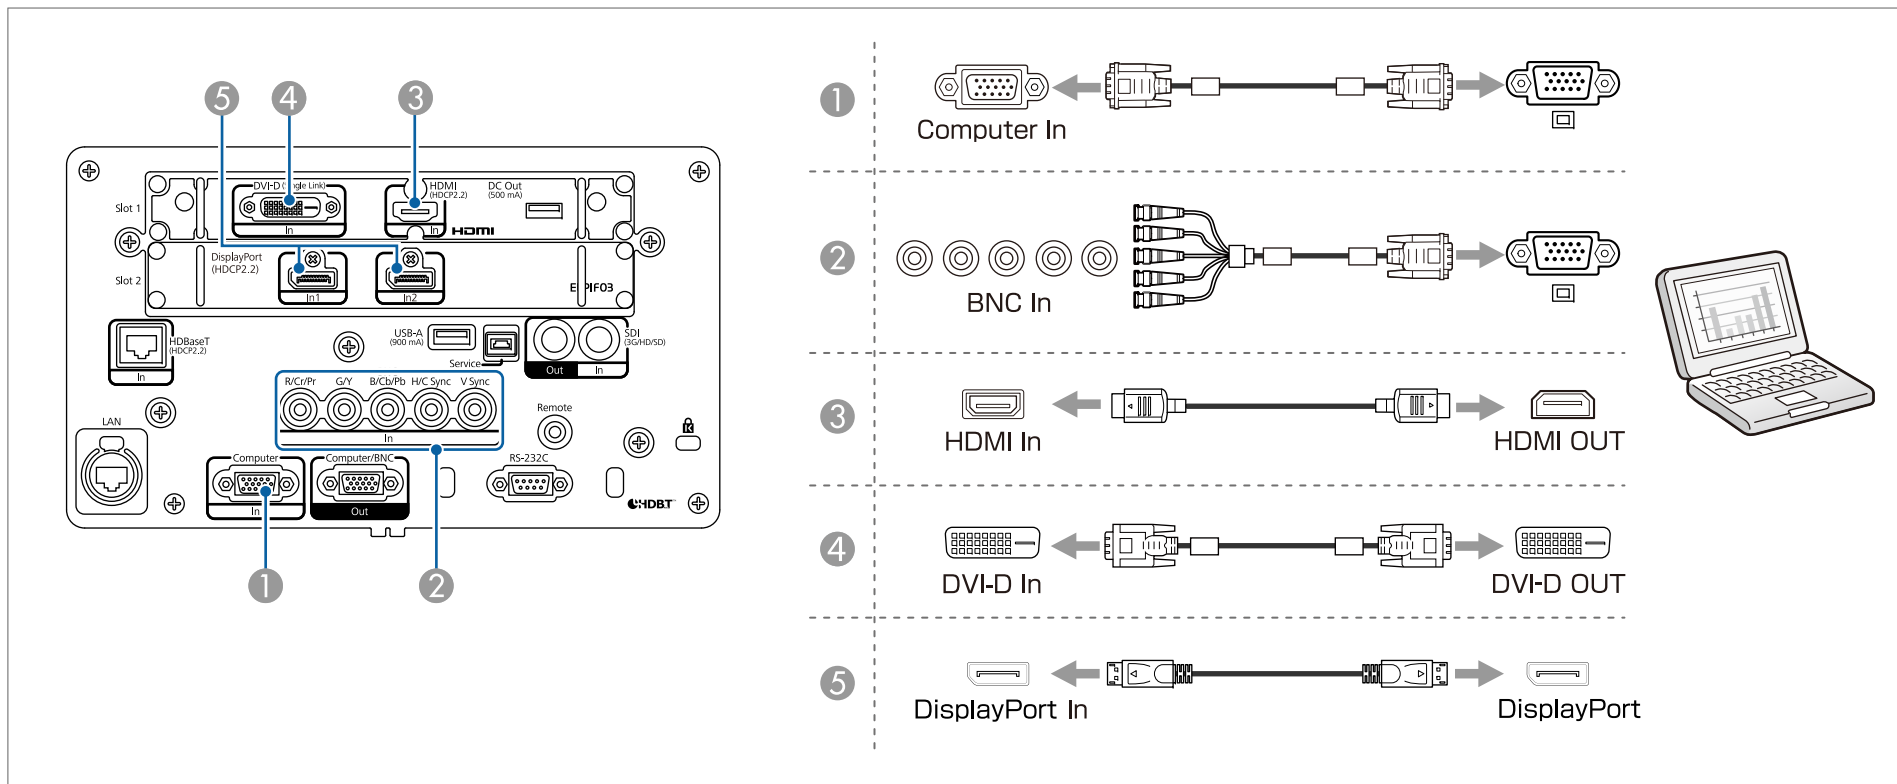 5
4
3
DVI-D (Single Link)
In
HDMI
(HDCP2.2)
In
HDMI
DC Out
(500 mA)
Slot 1
DisplayPort
(HDCP2.2)
Slot 2
In1
In2
HDBaseT
(HDCP2.2)
In
USB-A
(900 mA)
Service
SDI
(3G/HD/SD)
Out
In
R/Cr/Pr
G/Y
B/Cb/Pb
H/C Sync
V Sync
In
Remote
LAN
K
Computer
In
Computer/BNC
Out
RS-232C
HDBT
1
2
1
Computer In
2
BNC In
3
HDMI In
HDMI OUT
4
DVI-D In
DVI-D OUT
5
DisplayPort In
DisplayPort